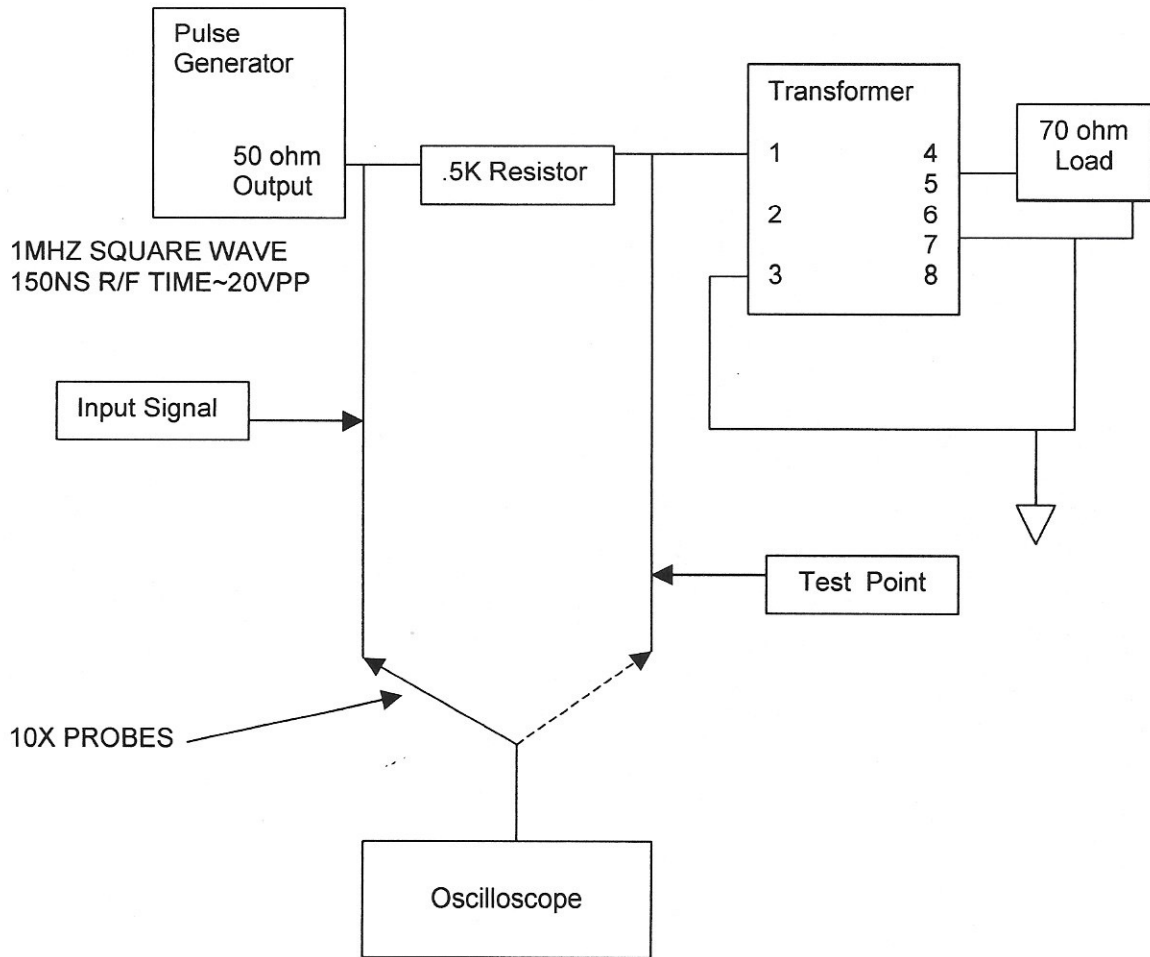 Pulse
Generator
50 ohm
Output
1MHZ SQUARE WAVE
150NS R/F TIME~20VPP
.5K Resistor
Transformer
1
2
3
4
5
6
7
8
70 ohm
Load
Input Signal
Test Point
10X PROBES
Oscilloscope